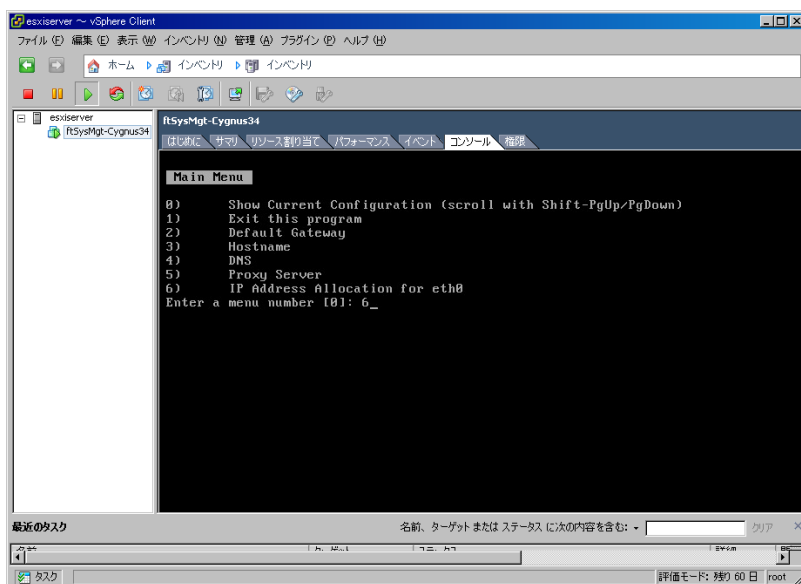 esxiserver ～ vSphere Client
ファイル (F) 編集 (E) 表示 (W) インベントリ (N) 管理 (A) プラグイン (P) ヘルプ (H)
ホーム インベントリ インベントリ
esxiserver
ftSysMgt-Cygnus34
ftSysMgt-Cygnus34
はじめに サマリ リソース割り当て パフォーマンス イベント コンソール 権限
Main Menu
0) Show Current Configuration (scroll with Shift-PgUp/PgDown)
1) Exit this program
2) Default Gateway
3) Hostname
4) DNS
5) Proxy Server
6) IP Address Allocation for eth0
Enter a menu number [0]: 6_
最近のタスク
名前、ターゲット または ステータス に次の内容を含む:
クリア
タスク
評価モード: 残り 60 日
root